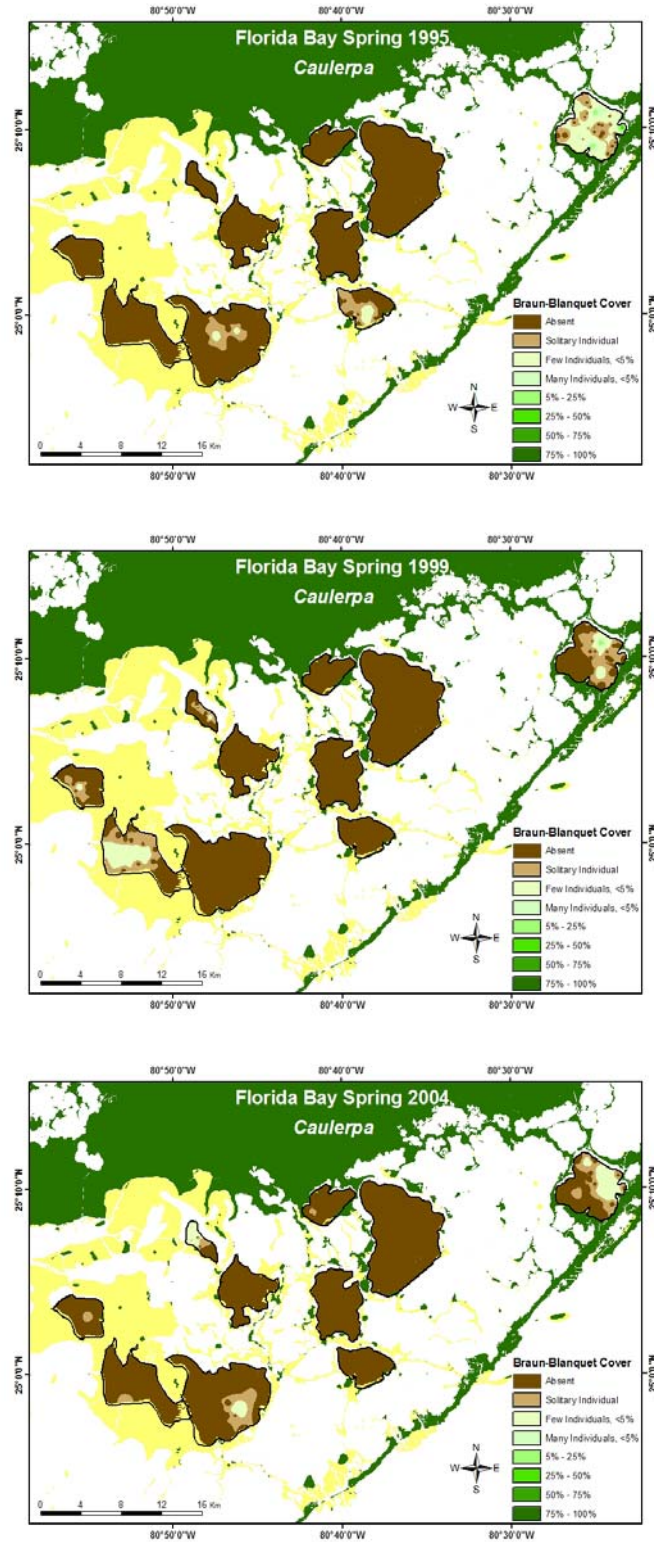 80°50'0"W 80°40'0"W 80°30'0"W
Florida Bay Spring 1995
Caulerpa
25°10'0"N
25°0'0"N
Braun-Blanquet Cover
Absent
Solitary Individual
Few Individuals, <5%
Many Individuals, <5%
5% - 25%
25% - 50%
50% - 75%
75% - 100%
N
W E
S
0 4 8 12 16 Km
80°50'0"W 80°40'0"W 80°30'0"W
80°50'0"W 80°40'0"W 80°30'0"W
Florida Bay Spring 1999
Caulerpa
25°10'0"N
25°0'0"N
Braun-Blanquet Cover
Absent
Solitary Individual
Few Individuals, <5%
Many Individuals, <5%
5% - 25%
25% - 50%
50% - 75%
75% - 100%
N
W E
S
0 4 8 12 16 Km
80°50'0"W 80°40'0"W 80°30'0"W
80°50'0"W 80°40'0"W 80°30'0"W
Florida Bay Spring 2004
Caulerpa
25°10'0"N
25°0'0"N
Braun-Blanquet Cover
Absent
Solitary Individual
Few Individuals, <5%
Many Individuals, <5%
5% - 25%
25% - 50%
50% - 75%
75% - 100%
N
W E
S
0 4 8 12 16 Km
80°50'0"W 80°40'0"W 80°30'0"W